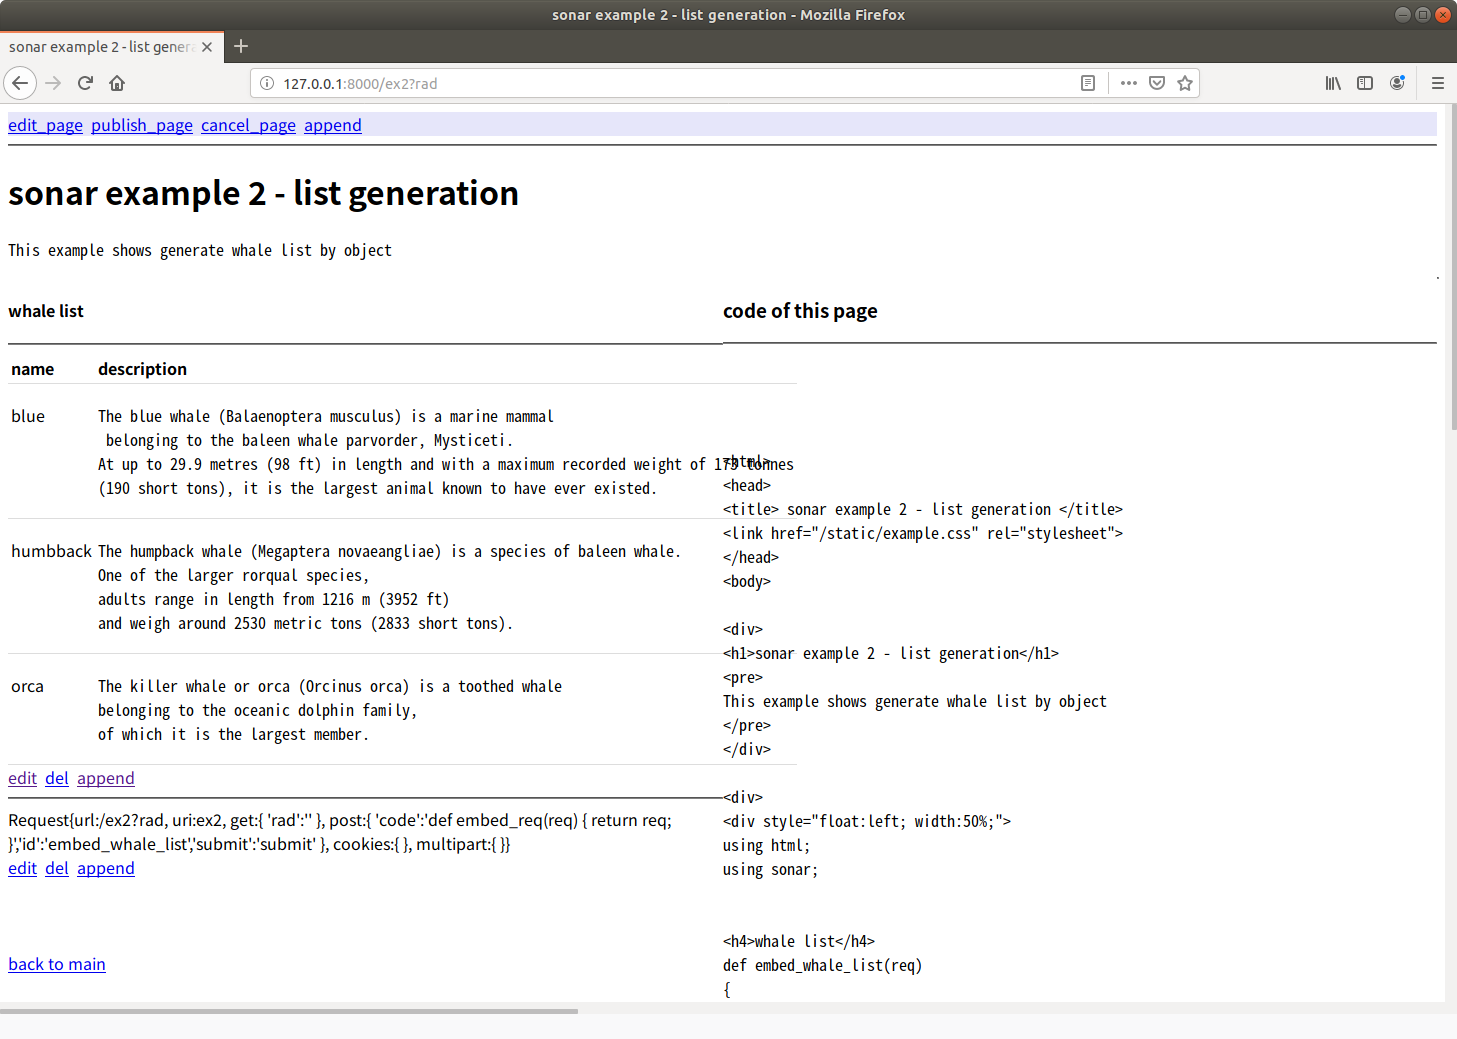 sonar example 2 - list generation - Mozilla Firefox
sonar example 2 - list gener
127.0.0.1:8000/ex2?rad
edit_page publish_page cancel_page append
sonar example 2 - list generation
This example shows generate whale list by object
whale list
name description
blue
The blue whale (Balaenoptera musculus) is a marine mammal
belonging to the baleen whale parvorder, Mysticeti.
At up to 29.9 metres (98 ft) in length and with a maximum recorded weight of 173 tonnes
(190 short tons), it is the largest animal known to have ever existed.
humbback
The humpback whale (Megaptera novaeangliae) is a species of baleen whale.
One of the larger rorqual species,
adults range in length from 1216 m (3952 ft)
and weigh around 2530 metric tons (2833 short tons).
orca
The killer whale or orca (Orcinus orca) is a toothed whale
belonging to the oceanic dolphin family,
of which it is the largest member.
edit del append
Request{url:/ex2?rad, uri:ex2, get:{ 'rad':'' }, post:{ 'code':'def embed_req(req) { return req;
}','id':'embed_whale_list','submit':'submit' }, cookies:{ }, multipart:{ }}
edit del append
back to main
code of this page
<html>
<head>
<title> sonar example 2 - list generation </title>
<link href="/static/example.css" rel="stylesheet">
</head>
<body>
<div>
<h1>sonar example 2 - list generation</h1>
<pre>
This example shows generate whale list by object
</pre>
</div>
<div>
<div style="float:left; width:50%;">
using html;
using sonar;
<h4>whale list</h4>
def embed_whale_list(req)
{